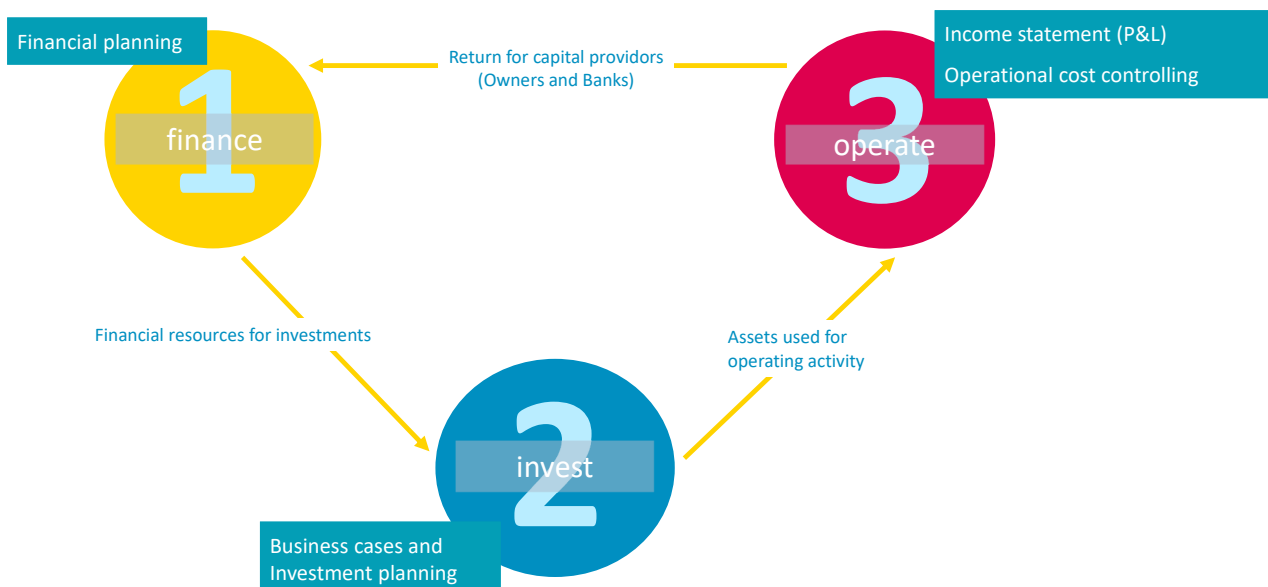 Financial planning
1
finance
Return for capital providors
(Owners and Banks)
Income statement (P&L)
Operational cost controlling
3
operate
Financial resources for investments
Assets used for
operating activity
2
invest
Business cases and
Investment planning